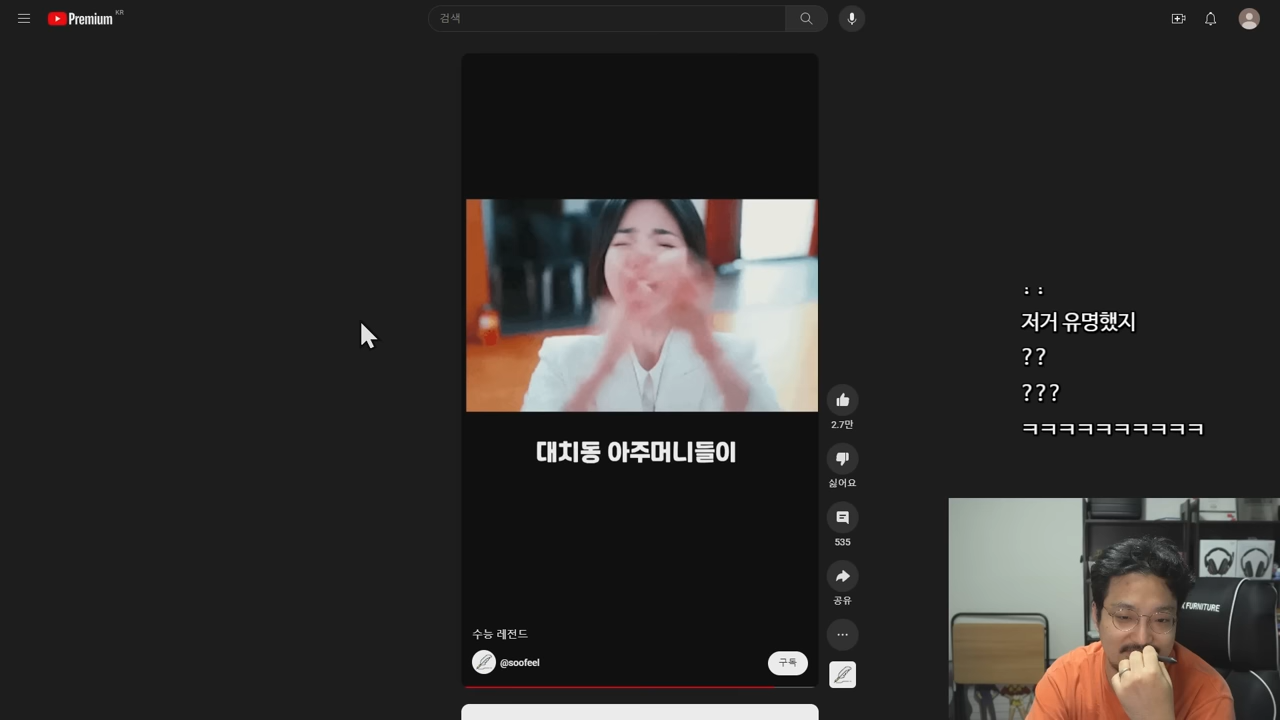 Premium KR
검색
대치동 아주머니들이
2.7만
싫어요
535
공유
수능 레전드
@soofeel
구독
: :
저거 유명했지
??
???
ㅋㅋㅋㅋㅋㅋㅋㅋㅋㅋ
FURNITURE